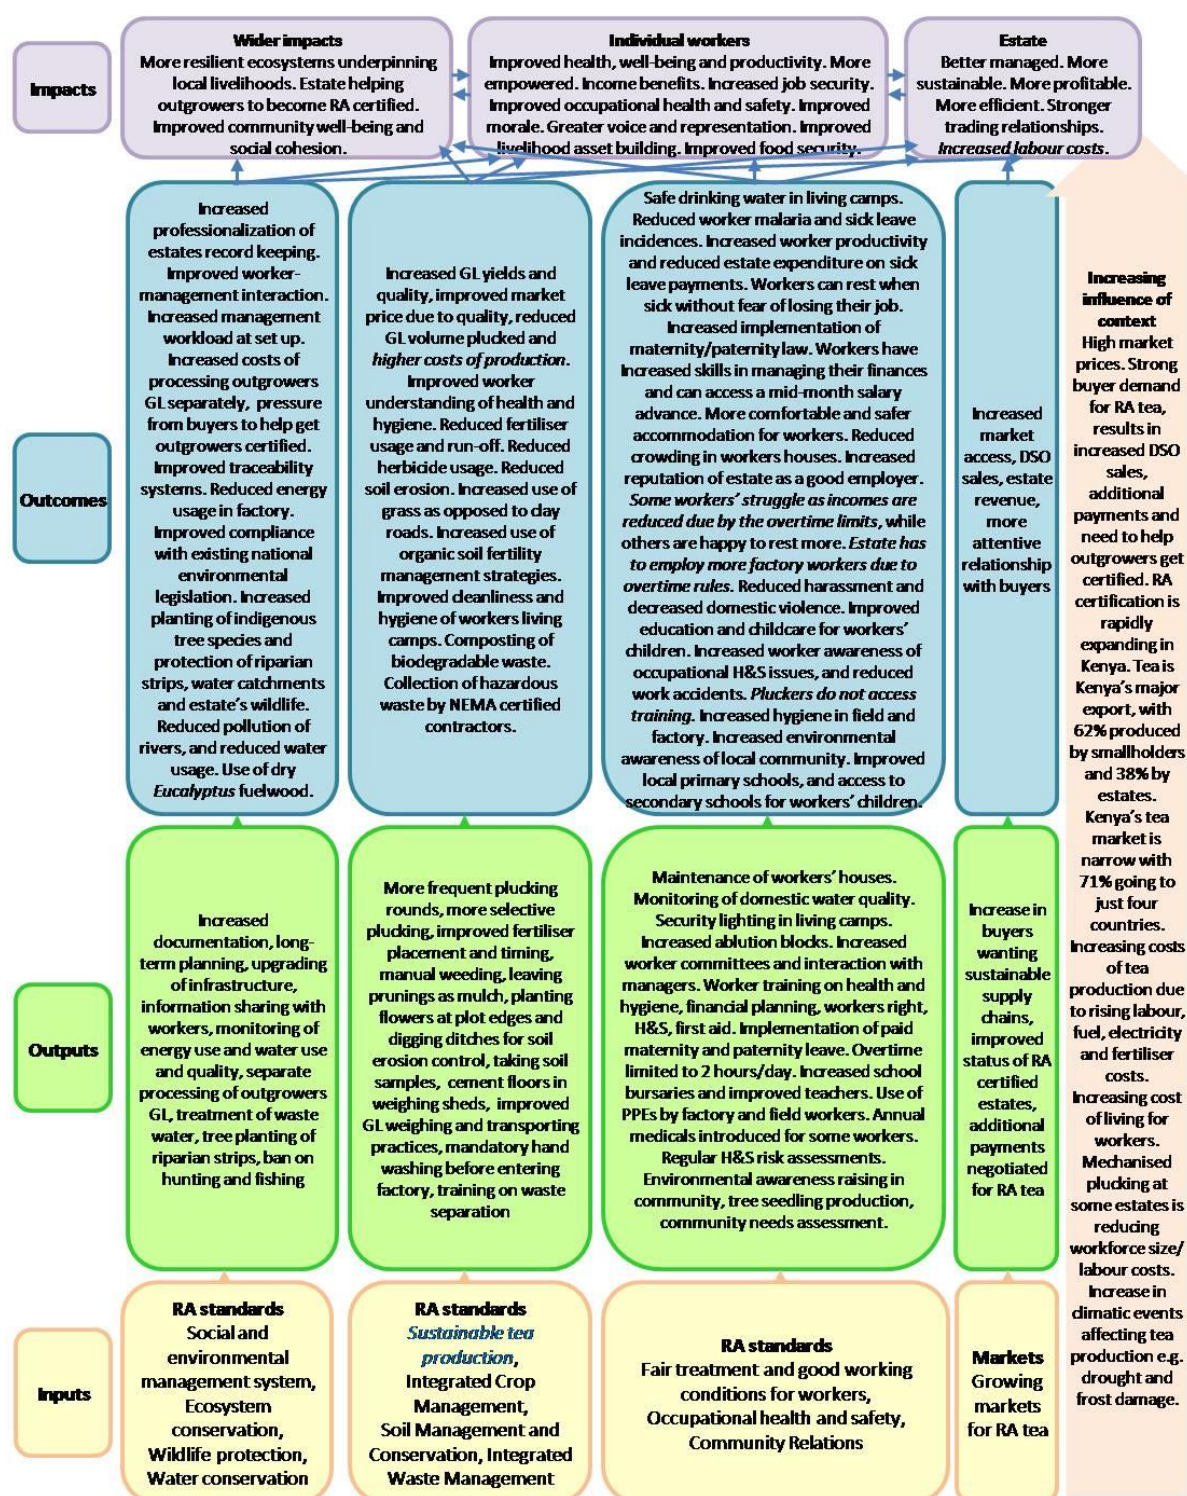 Impacts
Wider impacts
More resilient ecosystems underpinning
local livelihoods. Estate helping
outgrowers to become RA certified.
Improved community well-being and
social cohesion.
Individual workers
Improved health, well-being and productivity. More
empowered. Income benefits. Increased job security.
Improved occupational health and safety. Improved
morale. Greater voice and representation. Improved
livelihood asset building. Improved food security.
Estate
Better managed. More
sustainable. More profitable.
More efficient. Stronger
trading relationships.
Increased labour costs.
Outcomes
Increased
professionalization of
estates record keeping.
Improved worker-
management interaction.
Increased management
workload at set up.
Increased costs of
processing outgrowers
GL separately, pressure
from buyers to help get
outgrowers certified.
Improved traceability
systems. Reduced energy
usage in factory.
Improved compliance
with existing national
environmental
legislation. Increased
planting of indigenous
tree species and
protection of riparian
strips, water catchments
and estate's wildlife.
Reduced pollution of
rivers, and reduced water
usage. Use of dry
Eucalyptus fuelwood.
Increased GL yields and
quality, improved market
price due to quality, reduced
GL volume plucked and
higher costs of production.
Improved worker
understanding of health and
hygiene. Reduced fertiliser
usage and run-off. Reduced
herbicide usage. Reduced
soil erosion. Increased use of
grass as opposed to clay
roads. Increased use of
organic soil fertility
management strategies.
Improved cleanliness and
hygiene of workers living
camps. Composting of
biodegradable waste.
Collection of hazardous
waste by NEMA certified
contractors.
Safe drinking water in living camps.
Reduced worker malaria and sick leave
incidences. Increased worker productivity
and reduced estate expenditure on sick
leave payments. Workers can rest when
sick without fear of losing their job.
Increased implementation of
maternity/paternity law. Workers have
Increased skills in managing their finances
and can access a mid-month salary
advance. More comfortable and safer
accommodation for workers. Reduced
crowding in workers houses. Increased
reputation of estate as a good employer.
Some workers' struggle as incomes are
reduced due by the overtime limits, while
others are happy to rest more. Estate has
to employ more factory workers due to
overtime rules. Reduced harassment and
decreased domestic violence. Improved
education and childcare for workers'
children. Increased worker awareness of
occupational H&S issues, and reduced
work accidents. Pluckers do not access
training. Increased hygiene in field and
factory. Increased environmental
awareness of local community. Improved
local primary schools, and access to
secondary schools for workers' children.
Increased
market
access, DSO
sales, estate
revenue,
more
attentive
relationship
with buyers
Outputs
Increased
documentation, long-
term planning, upgrading
of infrastructure,
information sharing with
workers, monitoring of
energy use and water use
and quality, separate
processing of outgrowers
GL, treatment of waste
water, tree planting of
riparian strips, ban on
hunting and fishing
More frequent plucking
rounds, more selective
plucking, improved fertiliser
placement and timing,
manual weeding, leaving
prunings as mulch, planting
flowers at plot edges and
digging ditches for soil
erosion control, taking soil
samples, cement floors in
weighing sheds, improved
GL weighing and transporting
practices, mandatory hand
washing before entering
factory, training on waste
separation
Maintenance of workers' houses.
Monitoring of domestic water quality.
Security lighting in living camps.
Increased ablution blocks. Increased
worker committees and interaction with
managers. Worker training on health and
hygiene, financial planning, workers right,
H&S, first aid. Implementation of paid
maternity and paternity leave. Overtime
limited to 2 hours/day. Increased school
bursaries and improved teachers. Use of
PPEs by factory and field workers. Annual
medicals introduced for some workers.
Regular H&S risk assessments.
Environmental awareness raising in
community, tree seedling production,
community needs assessment.
Increase in
buyers
wanting
sustainable
supply
chains,
improved
status of RA
certified
estates,
additional
payments
negotiated
for RA tea
Inputs
RA standards
Social and
environmental
management system,
Ecosystem
conservation,
Wildlife protection,
Water conservation
RA standards
Sustainable tea
production,
Integrated Crop
Management,
Soil Management and
Conservation, Integrated
Waste Management
RA standards
Fair treatment and good working
conditions for workers,
Occupational health and safety,
Community Relations
Markets
Growing
markets
for RA tea
Increasing
influence of
context
High market
prices. Strong
buyer demand
for RA tea,
results in
increased DSO
sales,
additional
payments and
need to help
outgrowers get
certified. RA
certification is
rapidly
expanding in
Kenya. Tea is
Kenya's major
export, with
62% produced
by smallholders
and 38% by
estates.
Kenya's tea
market is
narrow with
71% going to
just four
countries.
Increasing costs
of tea
production due
to rising labour,
fuel, electricity
and fertiliser
costs.
Increasing cost
of living for
workers.
Mechanised
plucking at
some estates is
reducing
workforce size/
labour costs.
Increase in
climatic events
affecting tea
production e.g.
drought and
frost damage.